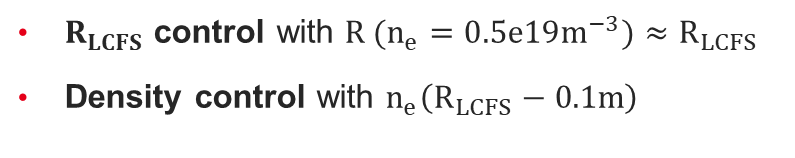 • R_LCFS control with R (n_e = 0.5e19m⁻³) ≈ R_LCFS
• Density control with n_e(R_LCFS − 0.1m)